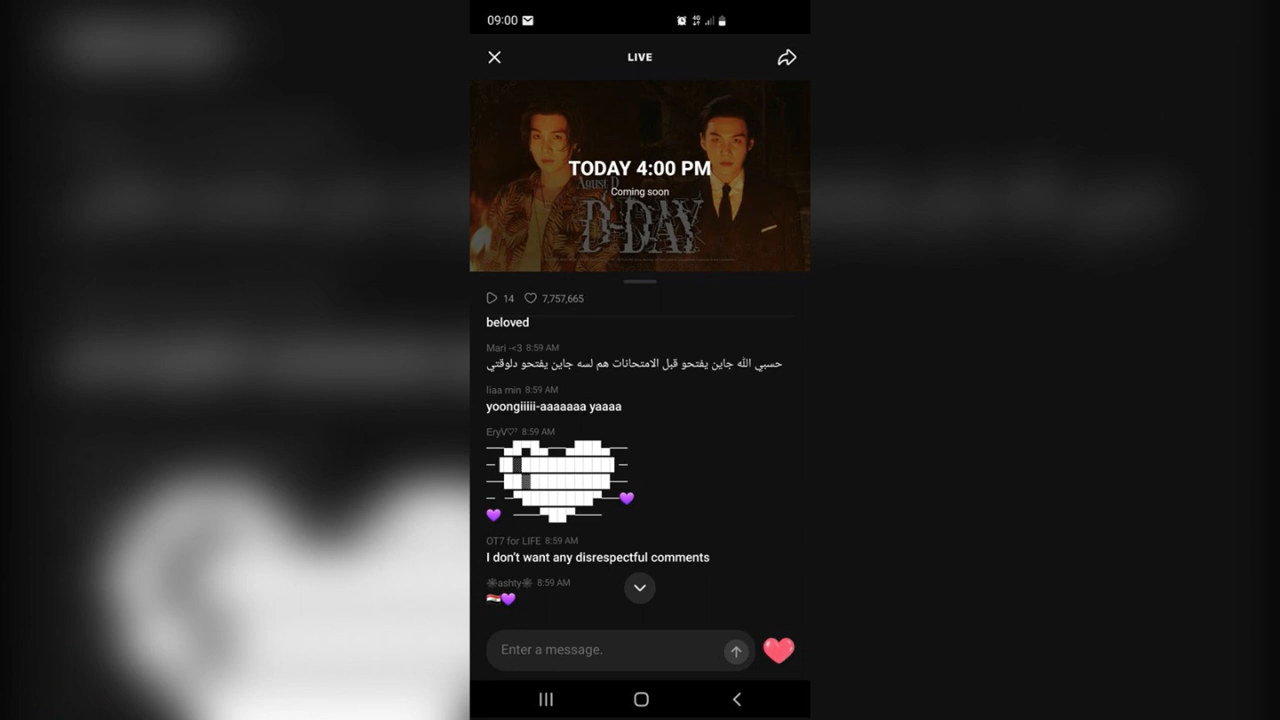 09:00
4G
LIVE
TODAY 4:00 PM
Agust D
Coming soon
D-DAY
14 7,757,665
beloved
Mari -<3 8:59 AM
حسبي الله جاين يفتحو قبل الامتحانات هم لسه جاين يفتحو دلوقتي
liaa min 8:59 AM
yoongiiiii-aaaaaaa yaaaa
EryV♡ᵀ 8:59 AM
OT7 for LIFE 8:59 AM
I don't want any disrespectful comments
ashty 8:59 AM
Enter a message.